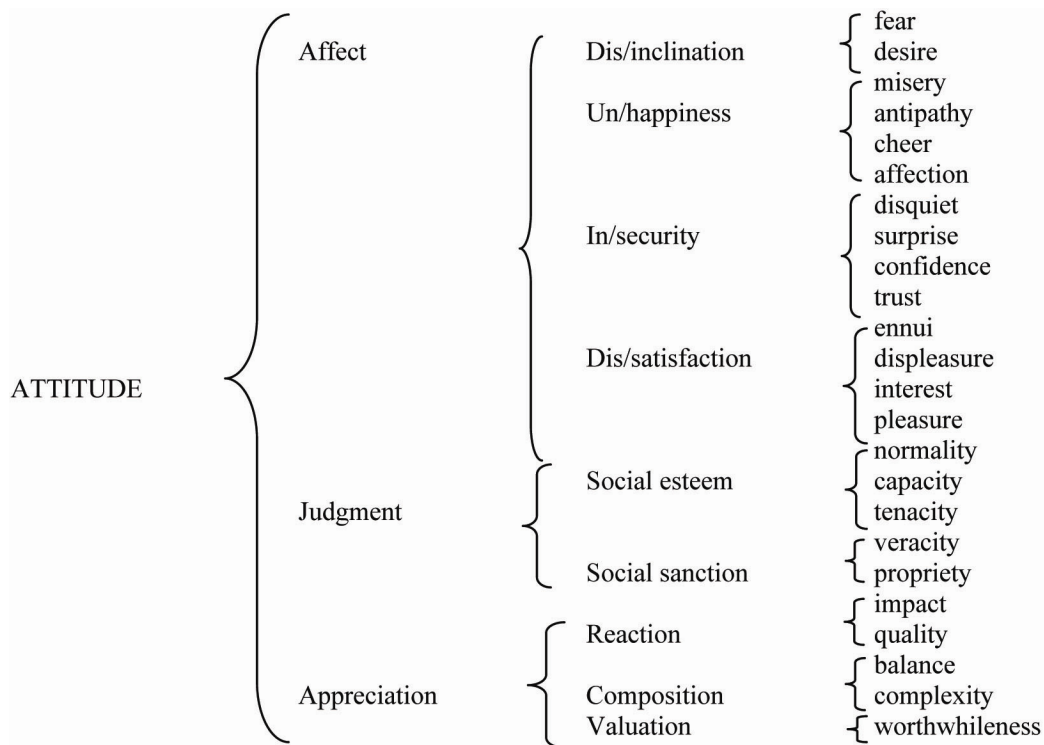 fear
Affect Dis/inclination desire
misery
Un/happiness antipathy
cheer
affection
disquiet
In/security surprise
confidence
trust
ennui
Dis/satisfaction displeasure
ATTITUDE interest
pleasure
normality
Social esteem capacity
Judgment tenacity
veracity
Social sanction propriety
impact
Reaction quality
balance
Appreciation Composition complexity
Valuation worthwhileness